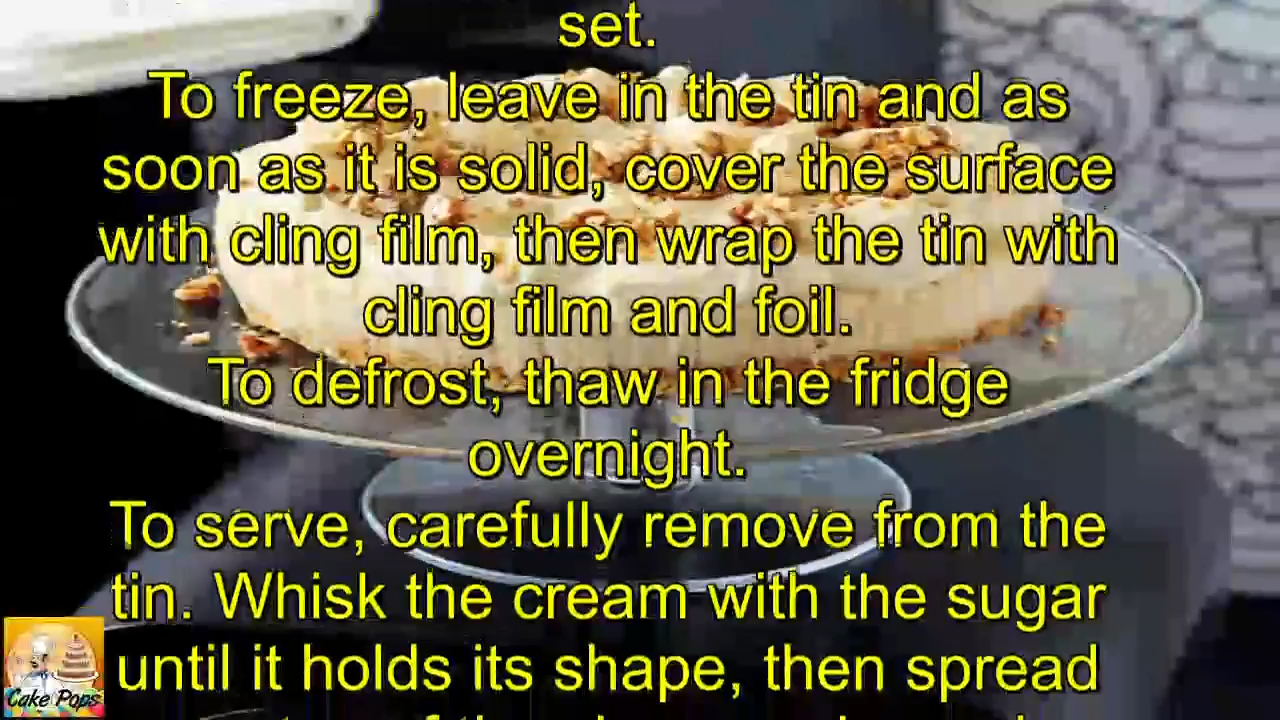 set.
To freeze, leave in the tin and as
soon as it is solid, cover the surface
with cling film, then wrap the tin with
cling film and foil.
To defrost, thaw in the fridge
overnight.
To serve, carefully remove from the
tin. Whisk the cream with the sugar
until it holds its shape, then spread
Cake Pops